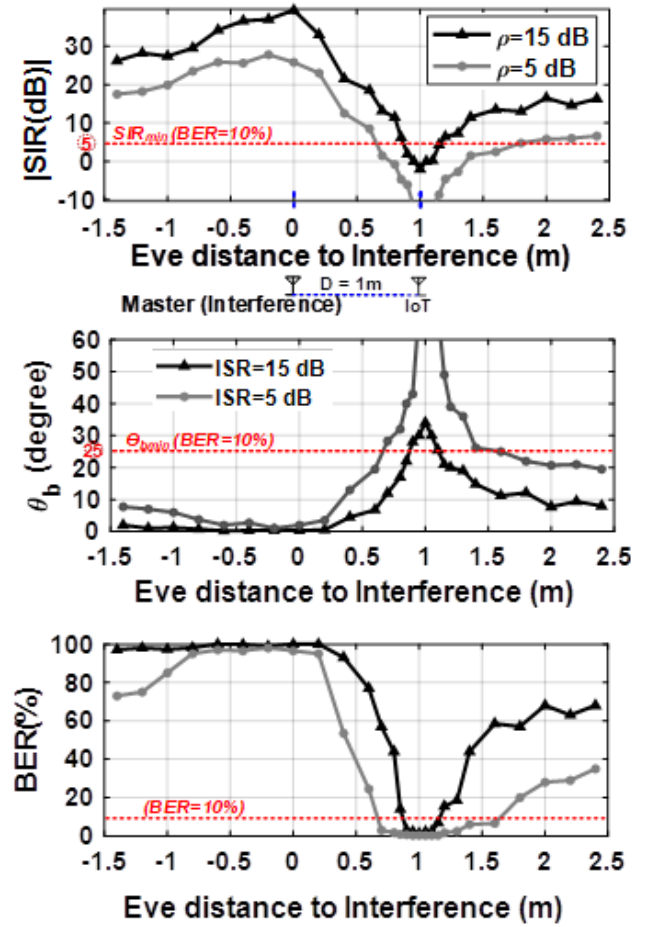 |SIR(dB)|
30
20
10
0
-10
5
SIRmin (BER=10%)
ρ=15 dB
ρ=5 dB
-1.5 -1 -0.5 0 0.5 1 1.5 2 2.5
Eve distance to Interference (m)
D = 1m
Master (Interference) IoT
θb (degree)
60
50
40
30
25
20
10
0
ISR=15 dB
ISR=5 dB
Θbmin (BER=10%)
-1.5 -1 -0.5 0 0.5 1 1.5 2 2.5
Eve distance to Interference (m)
BER(%)
100
80
60
40
20
0
(BER=10%)
-1.5 -1 -0.5 0 0.5 1 1.5 2 2.5
Eve distance to Interference (m)